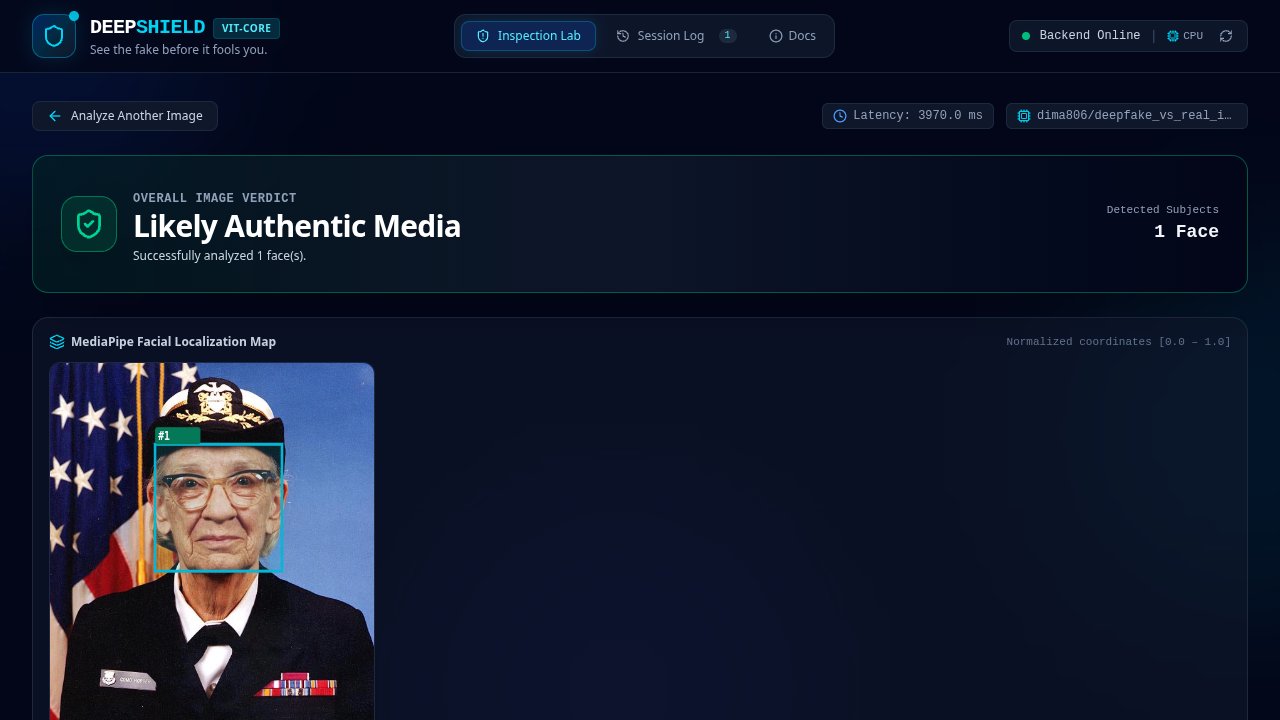 DEEPSHIELD VIT-CORE
See the fake before it fools you.
Inspection Lab
Session Log 1
Docs
Backend Online | CPU
Analyze Another Image
Latency: 3970.0 ms
dima806/deepfake_vs_real_i…
OVERALL IMAGE VERDICT
Likely Authentic Media
Successfully analyzed 1 face(s).
Detected Subjects
1 Face
MediaPipe Facial Localization Map
Normalized coordinates [0.0 – 1.0]
#1